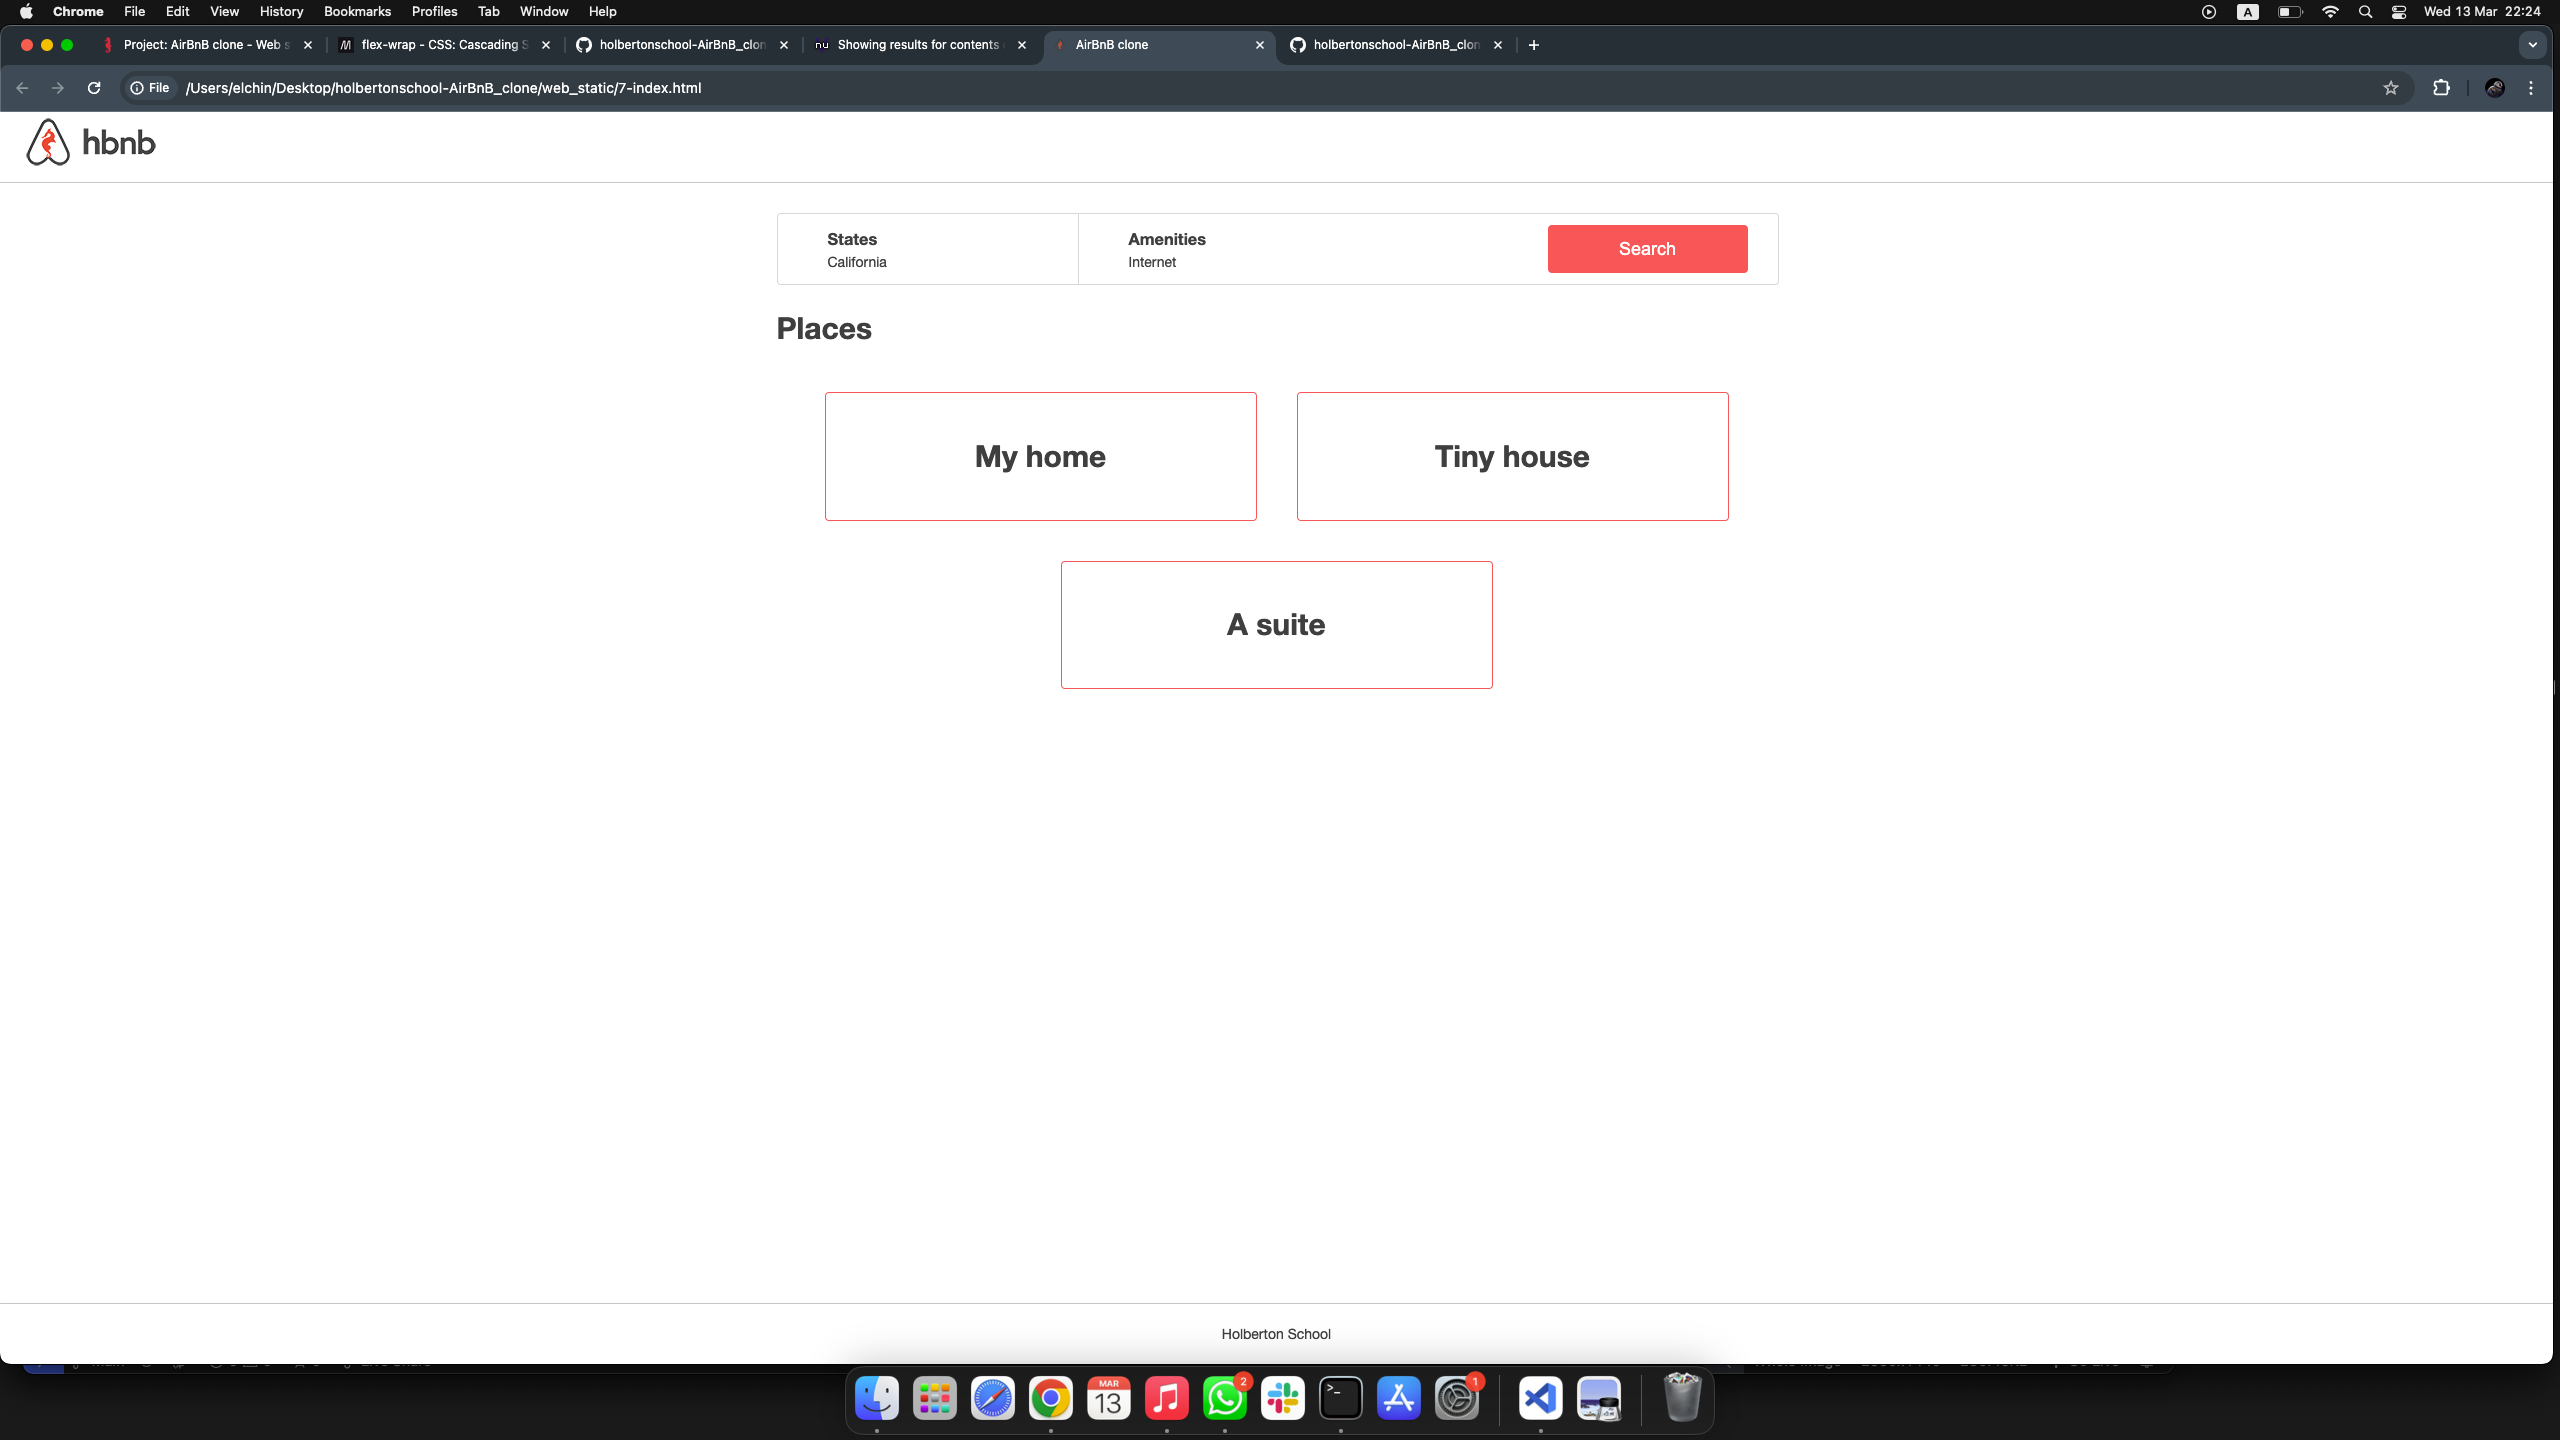 Chrome File Edit View History Bookmarks Profiles Tab Window Help
A
Wed 13 Mar 22:24
Project: AirBnB clone - Web s
flex-wrap - CSS: Cascading S
holbertonschool-AirBnB_clon
nu Showing results for contents
AirBnB clone
holbertonschool-AirBnB_clon
File /Users/elchin/Desktop/holbertonschool-AirBnB_clone/web_static/7-index.html
hbnb
States
California
Amenities
Internet
Search
Places
My home
Tiny house
A suite
Holberton School
MAR
13
2
1